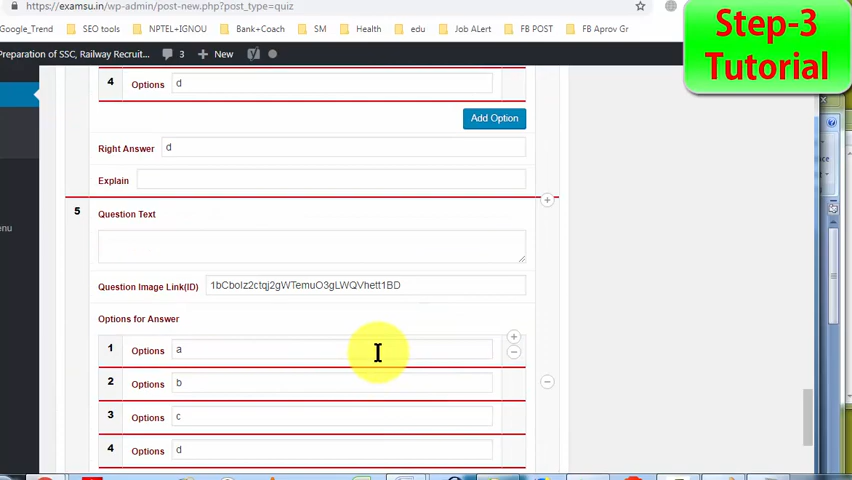 https://examsu.in/wp-admin/post-new.php?post_type=quiz
Google_Trend SEO tools NPTEL+IGNOU Bank+Coach SM Health edu Job ALert FB POST FB Aprov Gr
Preparation of SSC, Railway Recruit... 3 + New
Step-3
Tutorial
4 Options d
Add Option
Right Answer d
Explain
5 Question Text
Question Image Link(ID) 1bCbolz2ctqj2gWTemuO3gLWQVhett1BD
Options for Answer
1 Options a
2 Options b
3 Options c
4 Options d
enu